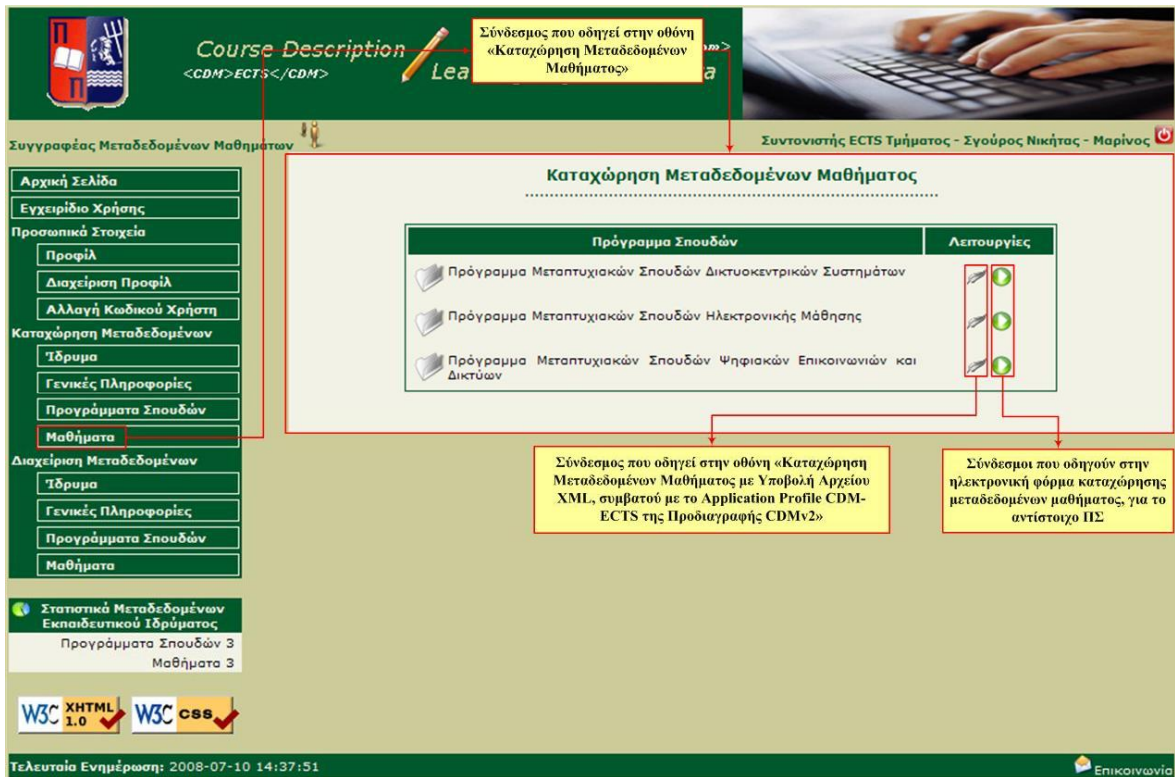 Course Description
<CDM>ECTS</CDM>
Lea
om>
a
Σύνδεσμος που οδηγεί στην οθόνη
«Καταχώρηση Μεταδεδομένων
Μαθήματος»
Συγγραφέας Μεταδεδομένων Μαθημάτων
Συντονιστής ECTS Τμήματος - Σγούρος Νικήτας - Μαρίνος
Αρχική Σελίδα
Εγχειρίδιο Χρήσης
Προσωπικά Στοιχεία
Προφίλ
Διαχείριση Προφίλ
Αλλαγή Κωδικού Χρήστη
Καταχώρηση Μεταδεδομένων
Ίδρυμα
Γενικές Πληροφορίες
Προγράμματα Σπουδών
Μαθήματα
Διαχείριση Μεταδεδομένων
Ίδρυμα
Γενικές Πληροφορίες
Προγράμματα Σπουδών
Μαθήματα
Στατιστικά Μεταδεδομένων
Εκπαιδευτικού Ιδρύματος
Προγράμματα Σπουδών 3
Μαθήματα 3
W3C XHTML 1.0
W3C css
Καταχώρηση Μεταδεδομένων Μαθήματος
Πρόγραμμα Σπουδών Λειτουργίες
Πρόγραμμα Μεταπτυχιακών Σπουδών Δικτυοκεντρικών Συστημάτων
Πρόγραμμα Μεταπτυχιακών Σπουδών Ηλεκτρονικής Μάθησης
Πρόγραμμα Μεταπτυχιακών Σπουδών Ψηφιακών Επικοινωνιών και
Δικτύων
Σύνδεσμος που οδηγεί στην οθόνη «Καταχώρηση
Μεταδεδομένων Μαθήματος με Υποβολή Αρχείου
XML, συμβατού με το Application Profile CDM-
ECTS της Προδιαγραφής CDMv2»
Σύνδεσμοι που οδηγούν στην
ηλεκτρονική φόρμα καταχώρησης
μεταδεδομένων μαθήματος, για το
αντίστοιχο ΠΣ
Τελευταία Ενημέρωση: 2008-07-10 14:37:51
Επικοινωνία